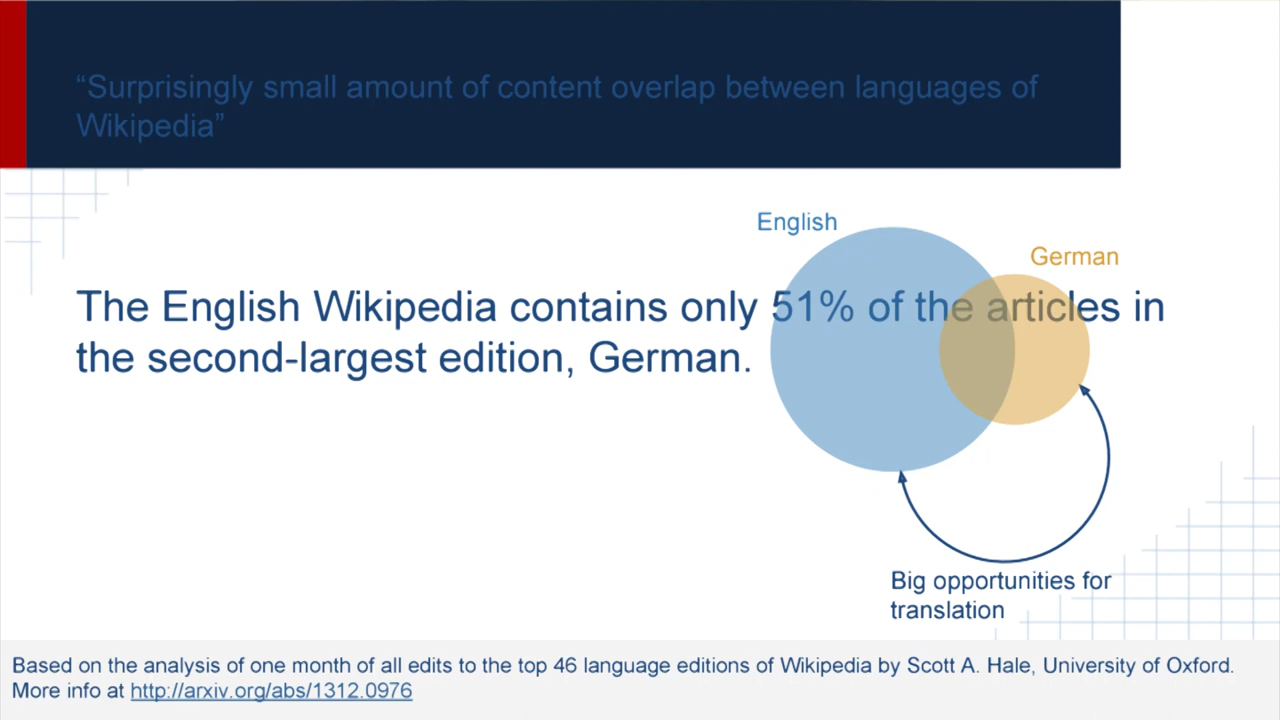 “Surprisingly small amount of content overlap between languages of
Wikipedia”
English
German
The English Wikipedia contains only 51% of the articles in
the second-largest edition, German.
Big opportunities for
translation
Based on the analysis of one month of all edits to the top 46 language editions of Wikipedia by Scott A. Hale, University of Oxford.
More info at http://arxiv.org/abs/1312.0976